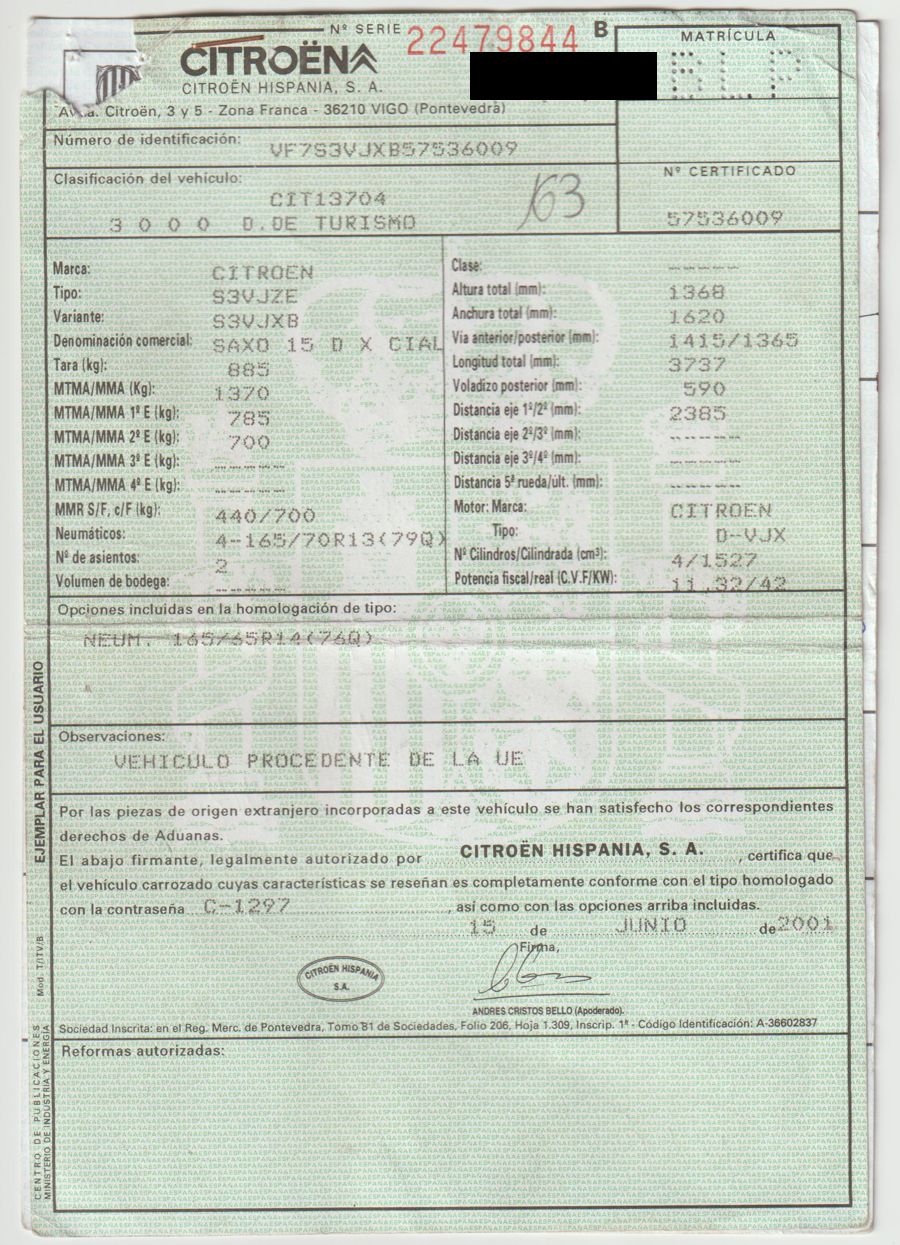 Nº SERIE 22479844 B
CITROËN
CITROËN HISPANIA, S. A.
Avda. Citroën, 3 y 5 - Zona Franca - 36210 VIGO (Pontevedra)
MATRÍCULA
BLP
Número de identificación:
VF7S3VJXB57536009
Clasificación del vehículo:
CIT13704
3000 D.DE TURISMO
163
Nº CERTIFICADO
57536009
Marca: CITROEN
Tipo: S3VJZE
Variante: S3VJXB
Denominación comercial: SAXO 15 D X CIAL
Tara (kg): 885
MTMA/MMA (Kg): 1370
MTMA/MMA 1º E (kg): 785
MTMA/MMA 2º E (kg): 700
MTMA/MMA 3º E (kg): ------
MTMA/MMA 4º E (kg): ------
MMR S/F, c/F (kg): 440/700
Neumáticos: 4-165/70R13(79Q)
Nº de asientos: 2
Volumen de bodega: ------
Clase: ------
Altura total (mm): 1368
Anchura total (mm): 1620
Via anterior/posterior (mm): 1415/1365
Longitud total (mm): 3737
Voladizo posterior (mm): 590
Distancia eje 1º/2º (mm): 2385
Distancia eje 2º/3º (mm): ------
Distancia eje 3º/4º (mm): ------
Distancia 5ª rueda/últ. (mm): ------
Motor: Marca: CITROEN
Tipo: D-VJX
Nº Cilindros/Cilindrada (cm³): 4/1527
Potencia fiscal/real (C.V.F/KW): 11.32/42
Opciones incluidas en la homologación de tipo:
NEUM. 165/65R14(76Q)
Observaciones:
VEHICULO PROCEDENTE DE LA UE
Por las piezas de origen extranjero incorporadas a este vehículo se han satisfecho los correspondientes
derechos de Aduanas.
El abajo firmante, legalmente autorizado por CITROËN HISPANIA, S. A., certifica que
el vehículo carrozado cuyas características se reseñan es completamente conforme con el tipo homologado
con la contraseña C-1297, así como con las opciones arriba incluidas.
15 de JUNIO de 2001
Firma,
CITROËN HISPANIA
S.A.
ANDRES CRISTOS BELLO (Apoderado).
Sociedad Inscrita: en el Reg. Merc. de Pontevedra, Tomo 81 de Sociedades, Folio 206, Hoja 1.309, Inscrip. 1ª - Código Identificación: A-36602837
Reformas autorizadas:
EJEMPLAR PARA EL USUARIO
Mod. T/ITV/B
CENTRO DE PUBLICACIONES
MINISTERIO DE INDUSTRIA Y ENERGIA